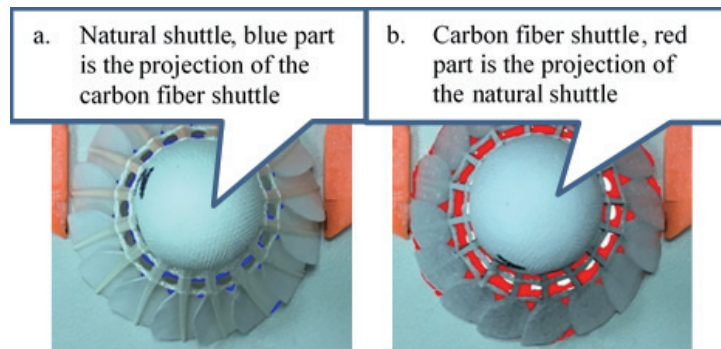 a. Natural shuttle, blue part
is the projection of the
carbon fiber shuttle
b. Carbon fiber shuttle, red
part is the projection of
the natural shuttle